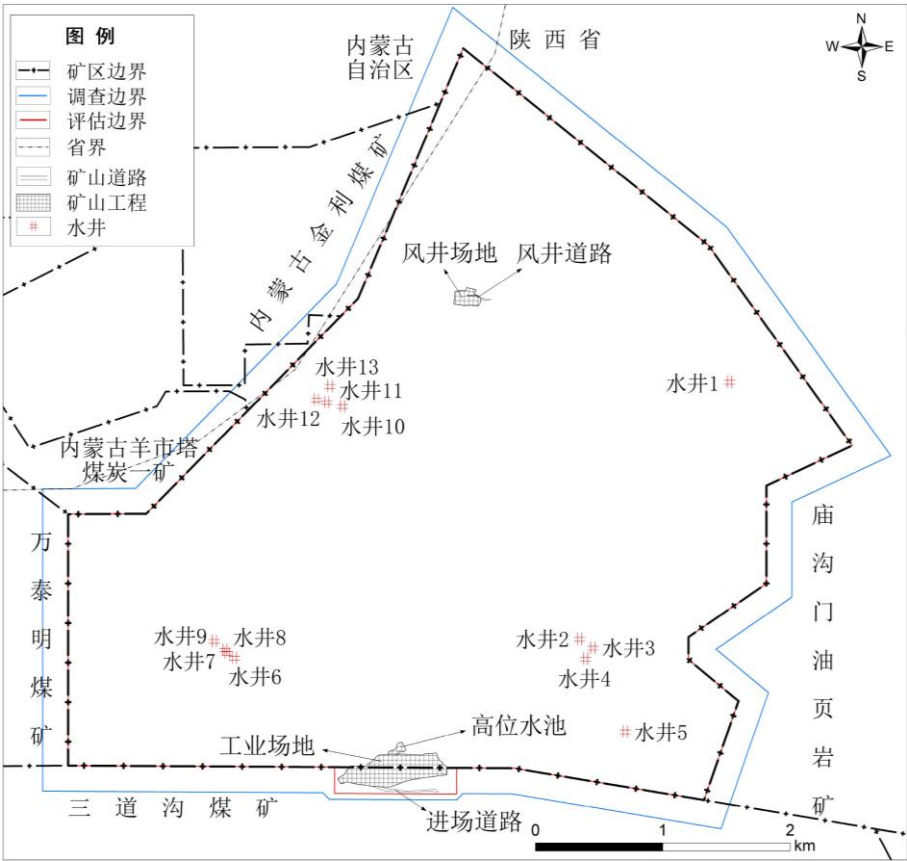 图 例
矿区边界
调查边界
评估边界
省界
矿山道路
矿山工程
水井
内蒙古
自治区
陕西省
N
W
E
S
内蒙古金利煤矿
风井场地
风井道路
水井13
水井11
水井12
水井10
水井1
内蒙古羊市塔
煤炭一矿
万泰明煤矿
庙沟门油页岩矿
水井9
水井8
水井7
水井6
水井2
水井3
水井4
水井5
高位水池
工业场地
三道沟煤矿
进场道路
0
1
2
km